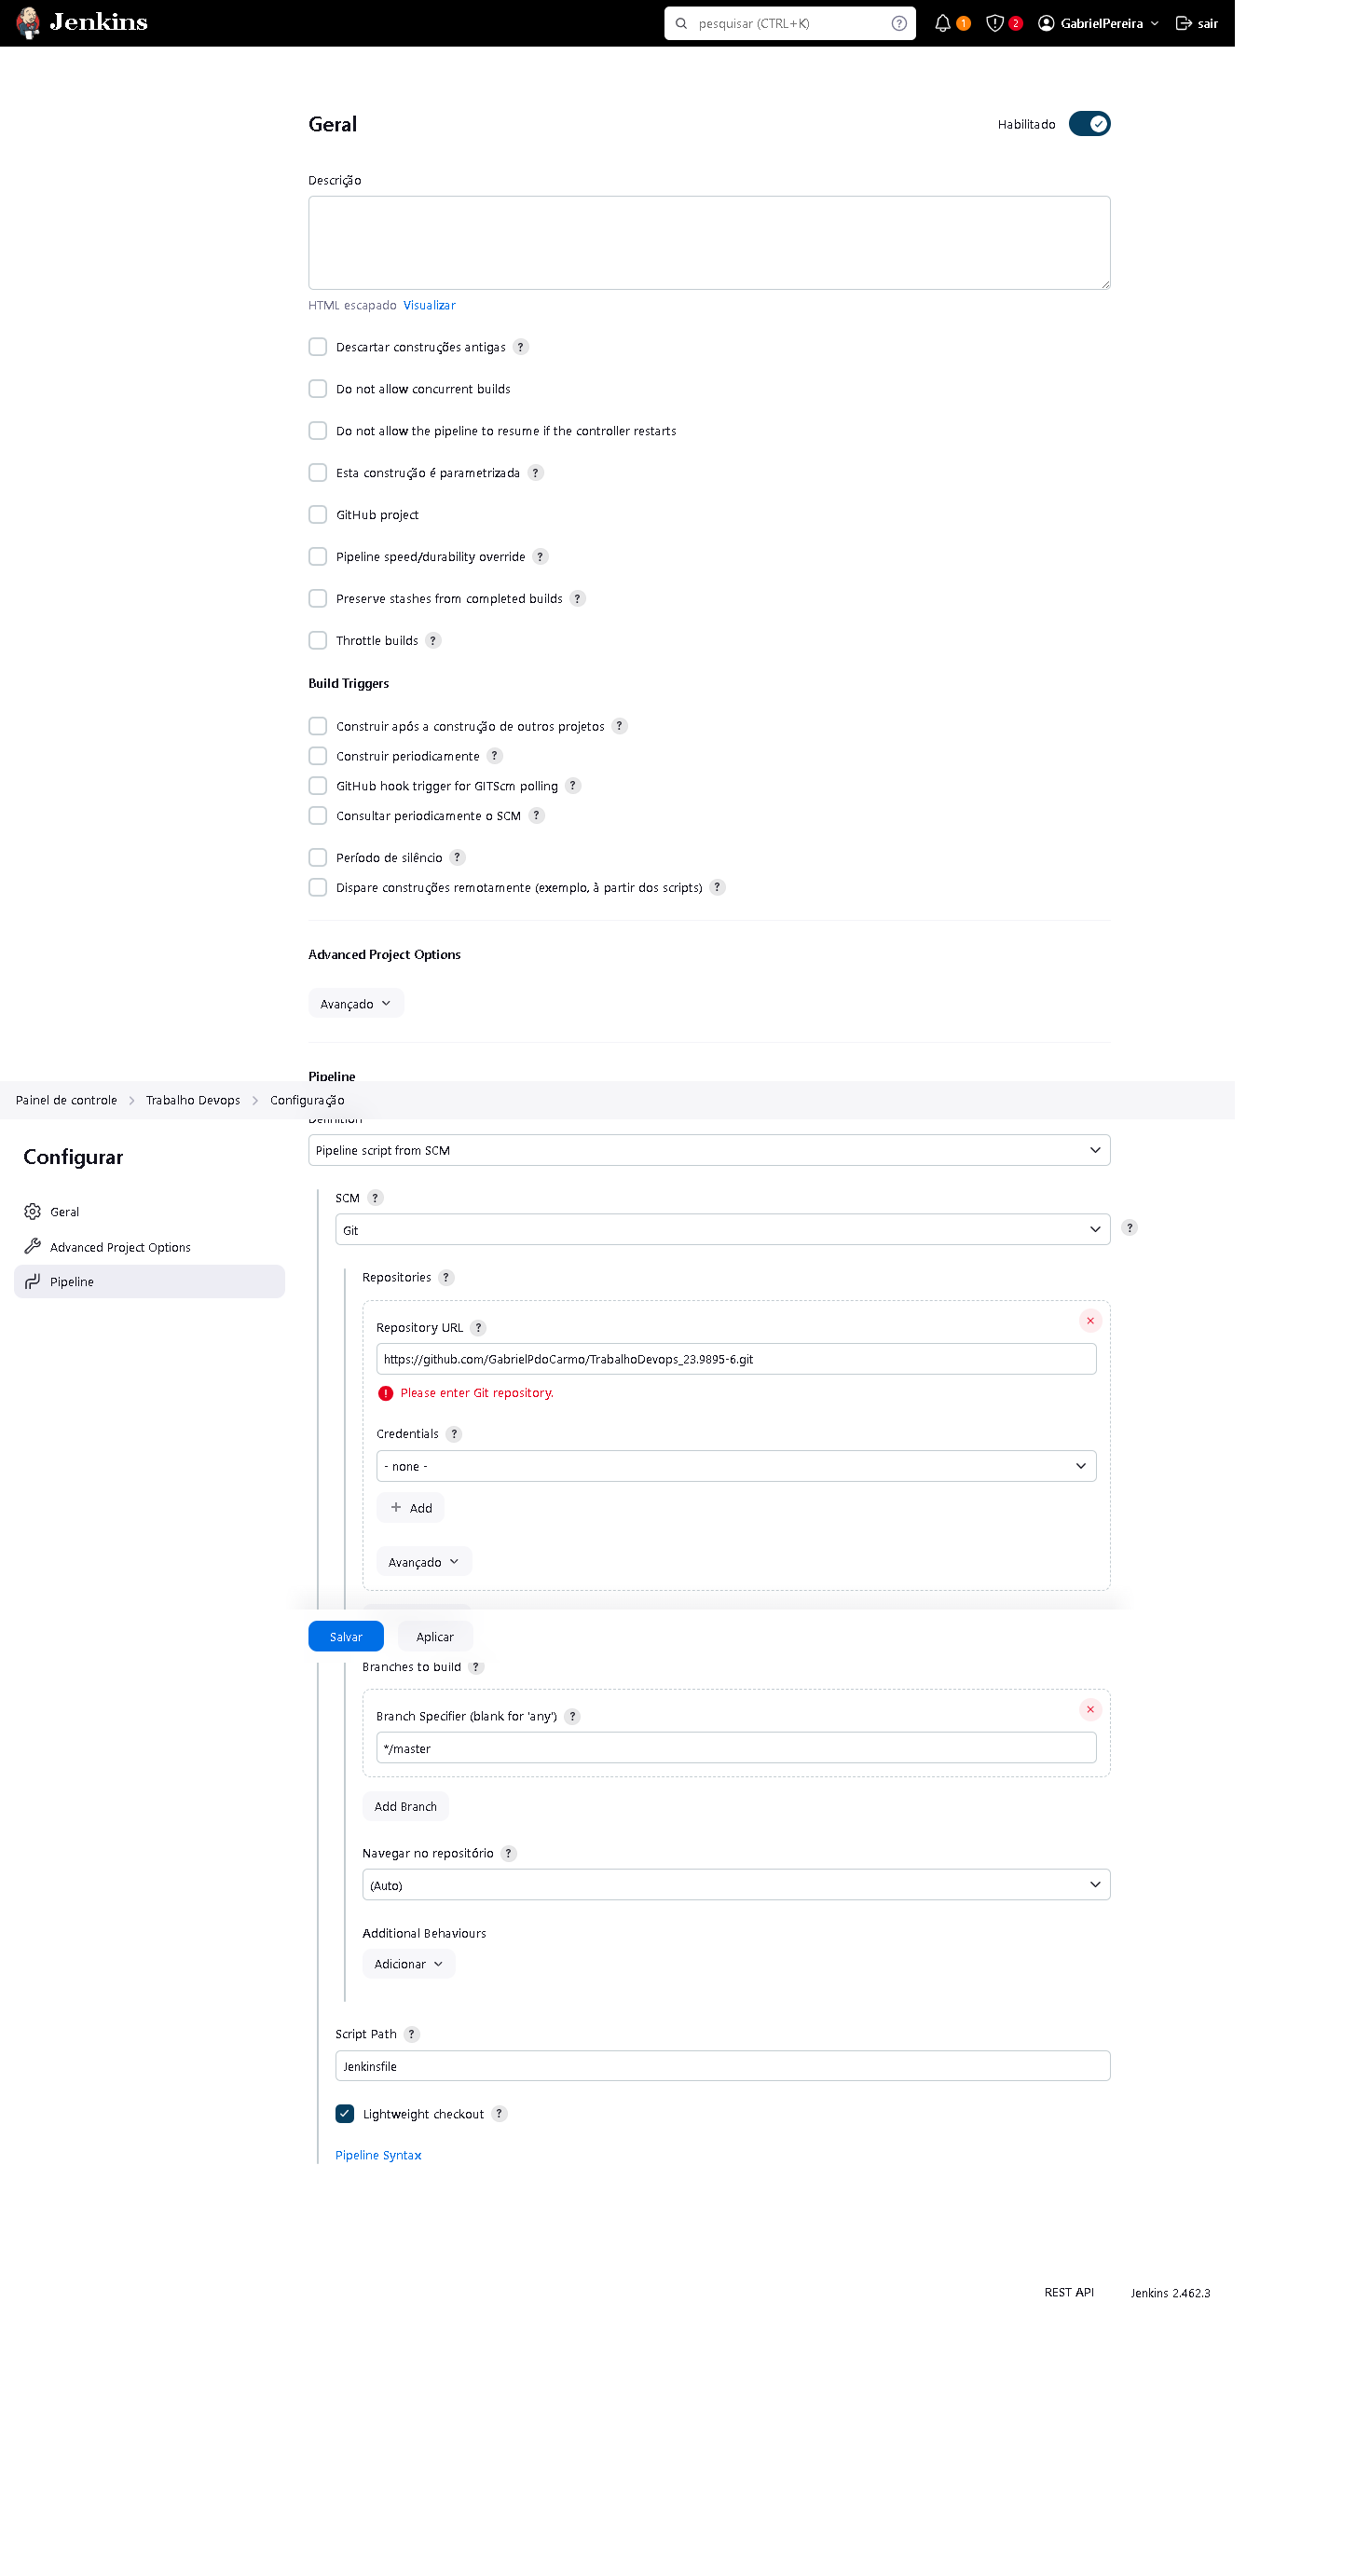 Jenkins
pesquisar (CTRL+K)
1
2
GabrielPereira
sair
Geral
Habilitado
Descrição
HTML escapado Visualizar
Descartar construções antigas ?
Do not allow concurrent builds
Do not allow the pipeline to resume if the controller restarts
Esta construção é parametrizada ?
GitHub project
Pipeline speed/durability override ?
Preserve stashes from completed builds ?
Throttle builds ?
Build Triggers
Construir após a construção de outros projetos ?
Construir periodicamente ?
GitHub hook trigger for GITScm polling ?
Consultar periodicamente o SCM ?
Período de silêncio ?
Dispare construções remotamente (exemplo, à partir dos scripts) ?
Advanced Project Options
Avançado
Pipeline
Painel de controle > Trabalho Devops > Configuração
Definition
Configurar
Geral
Advanced Project Options
Pipeline
Pipeline script from SCM
SCM ?
Git
?
Repositories ?
Repository URL ?
https://github.com/GabrielPdoCarmo/TrabalhoDevops_23.9895-6.git
Please enter Git repository.
Credentials ?
- none -
+ Add
Avançado
Salvar
Aplicar
Branches to build ?
Branch Specifier (blank for 'any') ?
*/master
Add Branch
Navegar no repositório ?
(Auto)
Additional Behaviours
Adicionar
Script Path ?
Jenkinsfile
Lightweight checkout ?
Pipeline Syntax
REST API
Jenkins 2.462.3